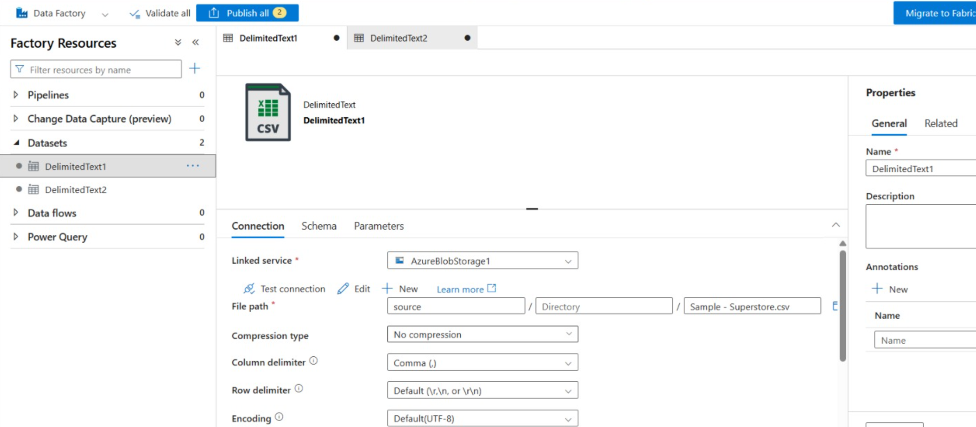 Data Factory
Validate all
Publish all 2
Migrate to Fabric
Factory Resources
Filter resources by name
Pipelines 0
Change Data Capture (preview) 0
Datasets 2
DelimitedText1
DelimitedText2
Data flows 0
Power Query 0
DelimitedText1
DelimitedText2
CSV
DelimitedText
DelimitedText1
Connection Schema Parameters
Linked service *
AzureBlobStorage1
Test connection Edit New Learn more
File path *
source / Directory / Sample - Superstore.csv
Compression type
No compression
Column delimiter
Comma (,)
Row delimiter
Default (\r,\n, or \r\n)
Encoding
Default(UTF-8)
Properties
General Related
Name *
DelimitedText1
Description
Annotations
New
Name
Name